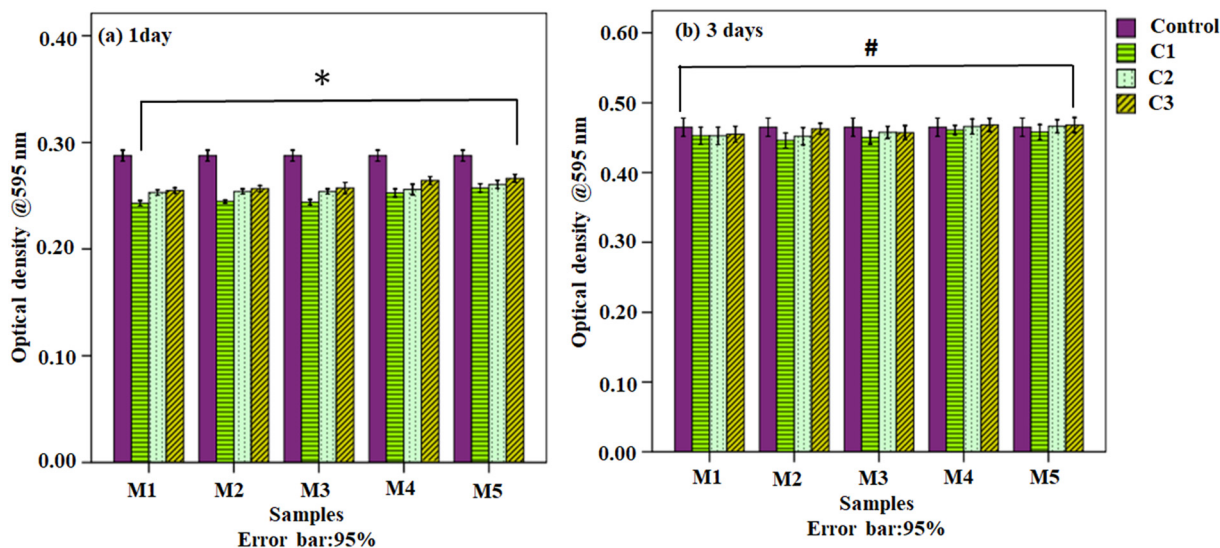 (a) 1day
*
0.40
0.30
0.20
0.10
0.00
Optical density @595 nm
M1 M2 M3 M4 M5
Samples
Error bar:95%
(b) 3 days
#
0.60
0.50
0.40
0.30
0.20
0.10
0.00
Optical density @595 nm
M1 M2 M3 M4 M5
Samples
Error bar:95%
Control
C1
C2
C3